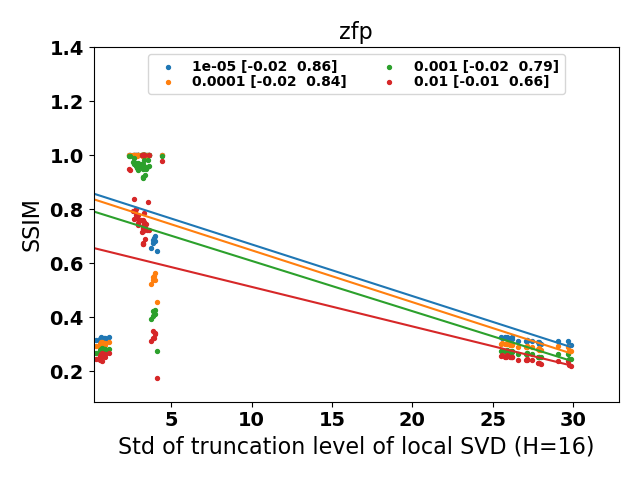 zfp
1e-05 [-0.02  0.86]
0.0001 [-0.02  0.84]
0.001 [-0.02  0.79]
0.01 [-0.01  0.66]
SSIM
1.4
1.2
1.0
0.8
0.6
0.4
0.2
5 10 15 20 25 30
Std of truncation level of local SVD (H=16)